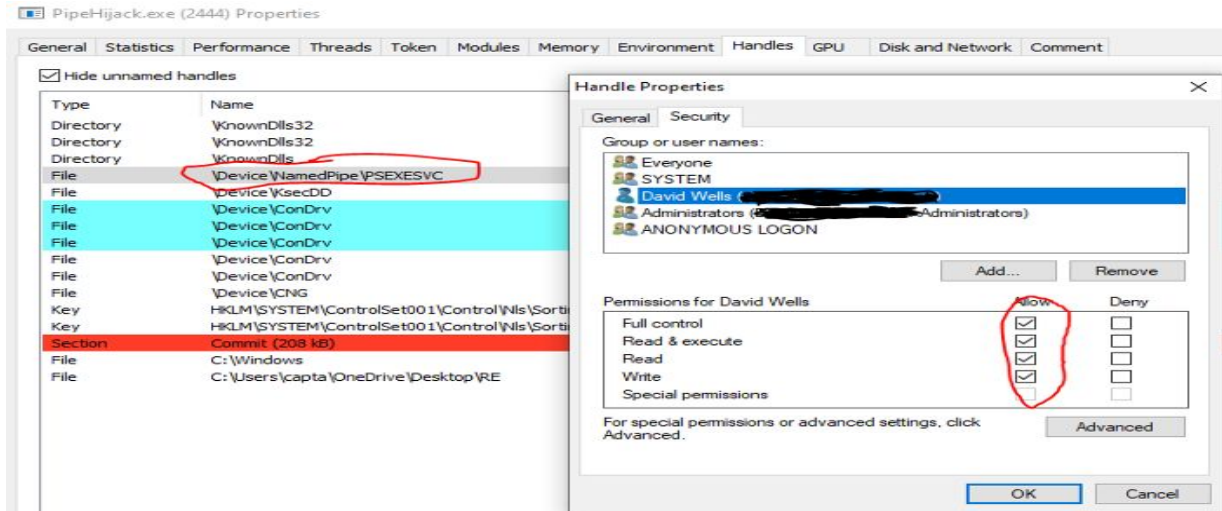 PipeHijack.exe (2444) Properties
General Statistics Performance Threads Token Modules Memory Environment Handles GPU Disk and Network Comment
Hide unnamed handles
Type Name
Directory \KnownDlls32
Directory \KnownDlls32
Directory \KnownDlls
File \Device\NamedPipe\PSEXESVC
File \Device\KsecDD
File \Device\ConDrv
File \Device\ConDrv
File \Device\ConDrv
File \Device\ConDrv
File \Device\ConDrv
File \Device\CNG
Key HKLM\SYSTEM\ControlSet001\Control\Nls\Sorti
Key HKLM\SYSTEM\ControlSet001\Control\Nls\Sorti
Section Commit (208 kB)
File C:\Windows
File C:\Users\capta\OneDrive\Desktop\RE
Handle Properties
General Security
Group or user names:
Everyone
SYSTEM
David Wells (
Administrators ( Administrators)
ANONYMOUS LOGON
Add... Remove
Permissions for David Wells Allow Deny
Full control
Read & execute
Read
Write
Special permissions
For special permissions or advanced settings, click
Advanced.
Advanced
OK Cancel